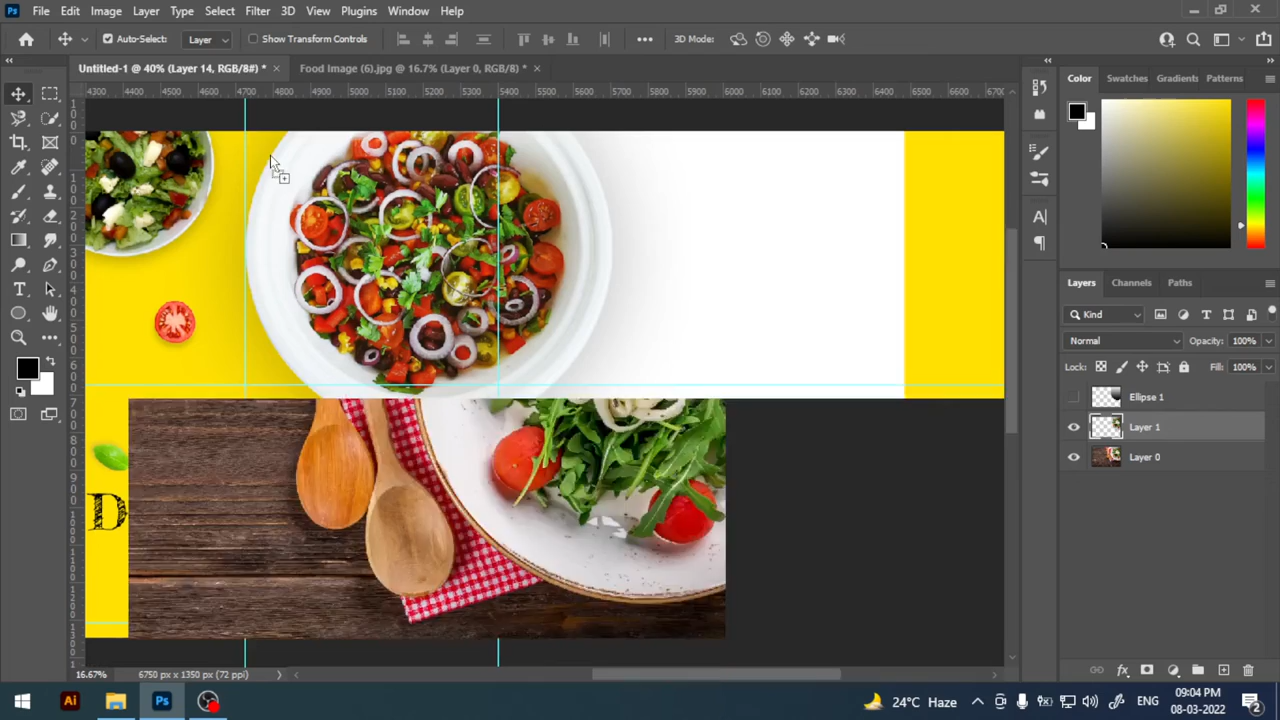 Ps File Edit Image Layer Type Select Filter 3D View Plugins Window Help
Auto-Select: Layer Show Transform Controls 3D Mode:
Untitled-1 @ 40% (Layer 14, RGB/8#) * × Food Image (6).jpg @ 16.7% (Layer 0, RGB/8) * ×
4300 4400 4500 4600 4700 4800 4900 5000 5100 5200 5300 5400 5500 5600 5700 5800 5900 6000 6100 6200 6300 6400 6500 6600 6700
Color Swatches Gradients Patterns
Layers Channels Paths
Kind
Normal Opacity: 100%
Lock: Fill: 100%
Ellipse 1
Layer 1
Layer 0
D
16.67% 6750 px x 1350 px (72 ppi)
Ai Ps 24°C Haze ENG 09:04 PM 08-03-2022 2